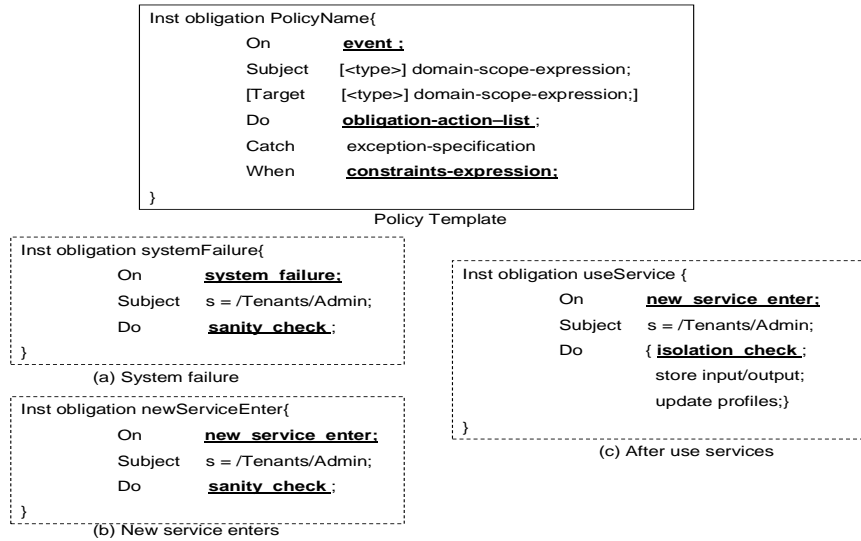 Inst obligation PolicyName{
On event ;
Subject [<type>] domain-scope-expression;
[Target [<type>] domain-scope-expression;]
Do obligation-action–list ;
Catch exception-specification
When constraints-expression;
}
Policy Template
Inst obligation systemFailure{
On system_failure;
Subject s = /Tenants/Admin;
Do sanity_check ;
}
(a) System failure
Inst obligation newServiceEnter{
On new_service_enter;
Subject s = /Tenants/Admin;
Do sanity_check ;
}
(b) New service enters
Inst obligation useService {
On new_service_enter;
Subject s = /Tenants/Admin;
Do { isolation_check ;
store input/output;
update profiles;}
}
(c) After use services